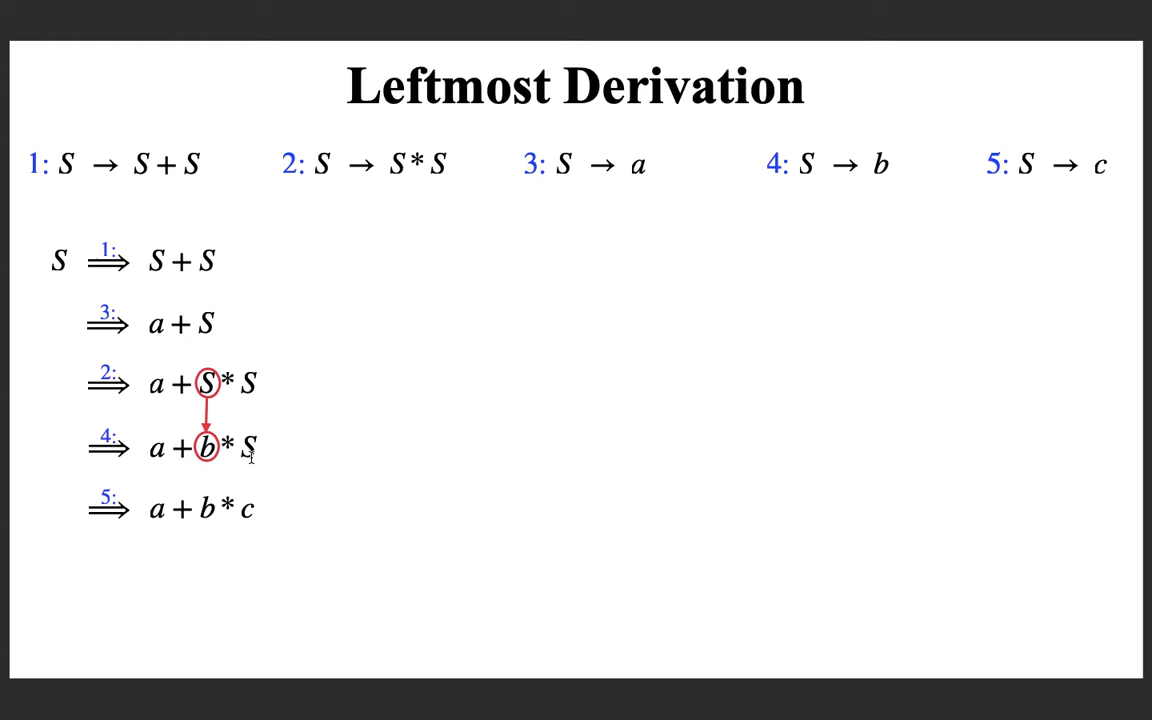 Leftmost Derivation
1: S → S + S 2: S → S * S 3: S → a 4: S → b 5: S → c
S 1: ⟹ S + S
3: ⟹ a + S
2: ⟹ a + S * S
4: ⟹ a + b * S
5: ⟹ a + b * c